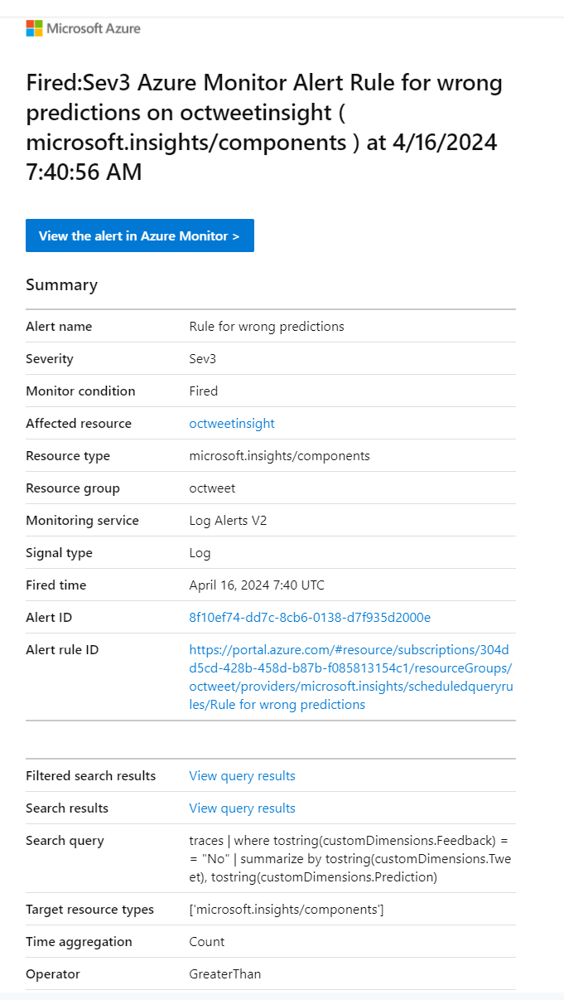 Microsoft Azure
Fired:Sev3 Azure Monitor Alert Rule for wrong
predictions on octweetinsight (
microsoft.insights/components ) at 4/16/2024
7:40:56 AM
View the alert in Azure Monitor >
Summary
Alert name Rule for wrong predictions
Severity Sev3
Monitor condition Fired
Affected resource octweetinsight
Resource type microsoft.insights/components
Resource group octweet
Monitoring service Log Alerts V2
Signal type Log
Fired time April 16, 2024 7:40 UTC
Alert ID 8f10ef74-dd7c-8cb6-0138-d7f935d2000e
Alert rule ID https://portal.azure.com/#resource/subscriptions/304d
d5cd-428b-458d-b87b-f085813154c1/resourceGroups/
octweet/providers/microsoft.insights/scheduledqueryru
les/Rule for wrong predictions
Filtered search results View query results
Search results View query results
Search query traces | where tostring(customDimensions.Feedback) =
= "No" | summarize by tostring(customDimensions.Twe
et), tostring(customDimensions.Prediction)
Target resource types ['microsoft.insights/components']
Time aggregation Count
Operator GreaterThan